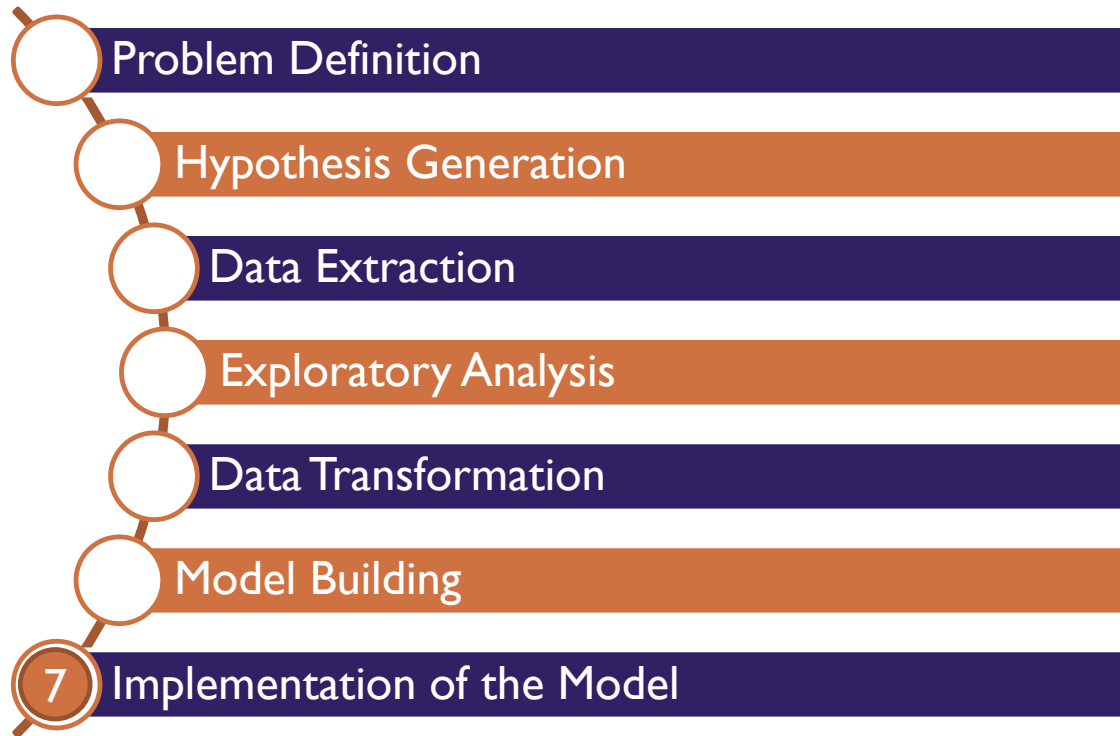 Problem Definition
Hypothesis Generation
Data Extraction
Exploratory Analysis
Data Transformation
Model Building
7 Implementation of the Model